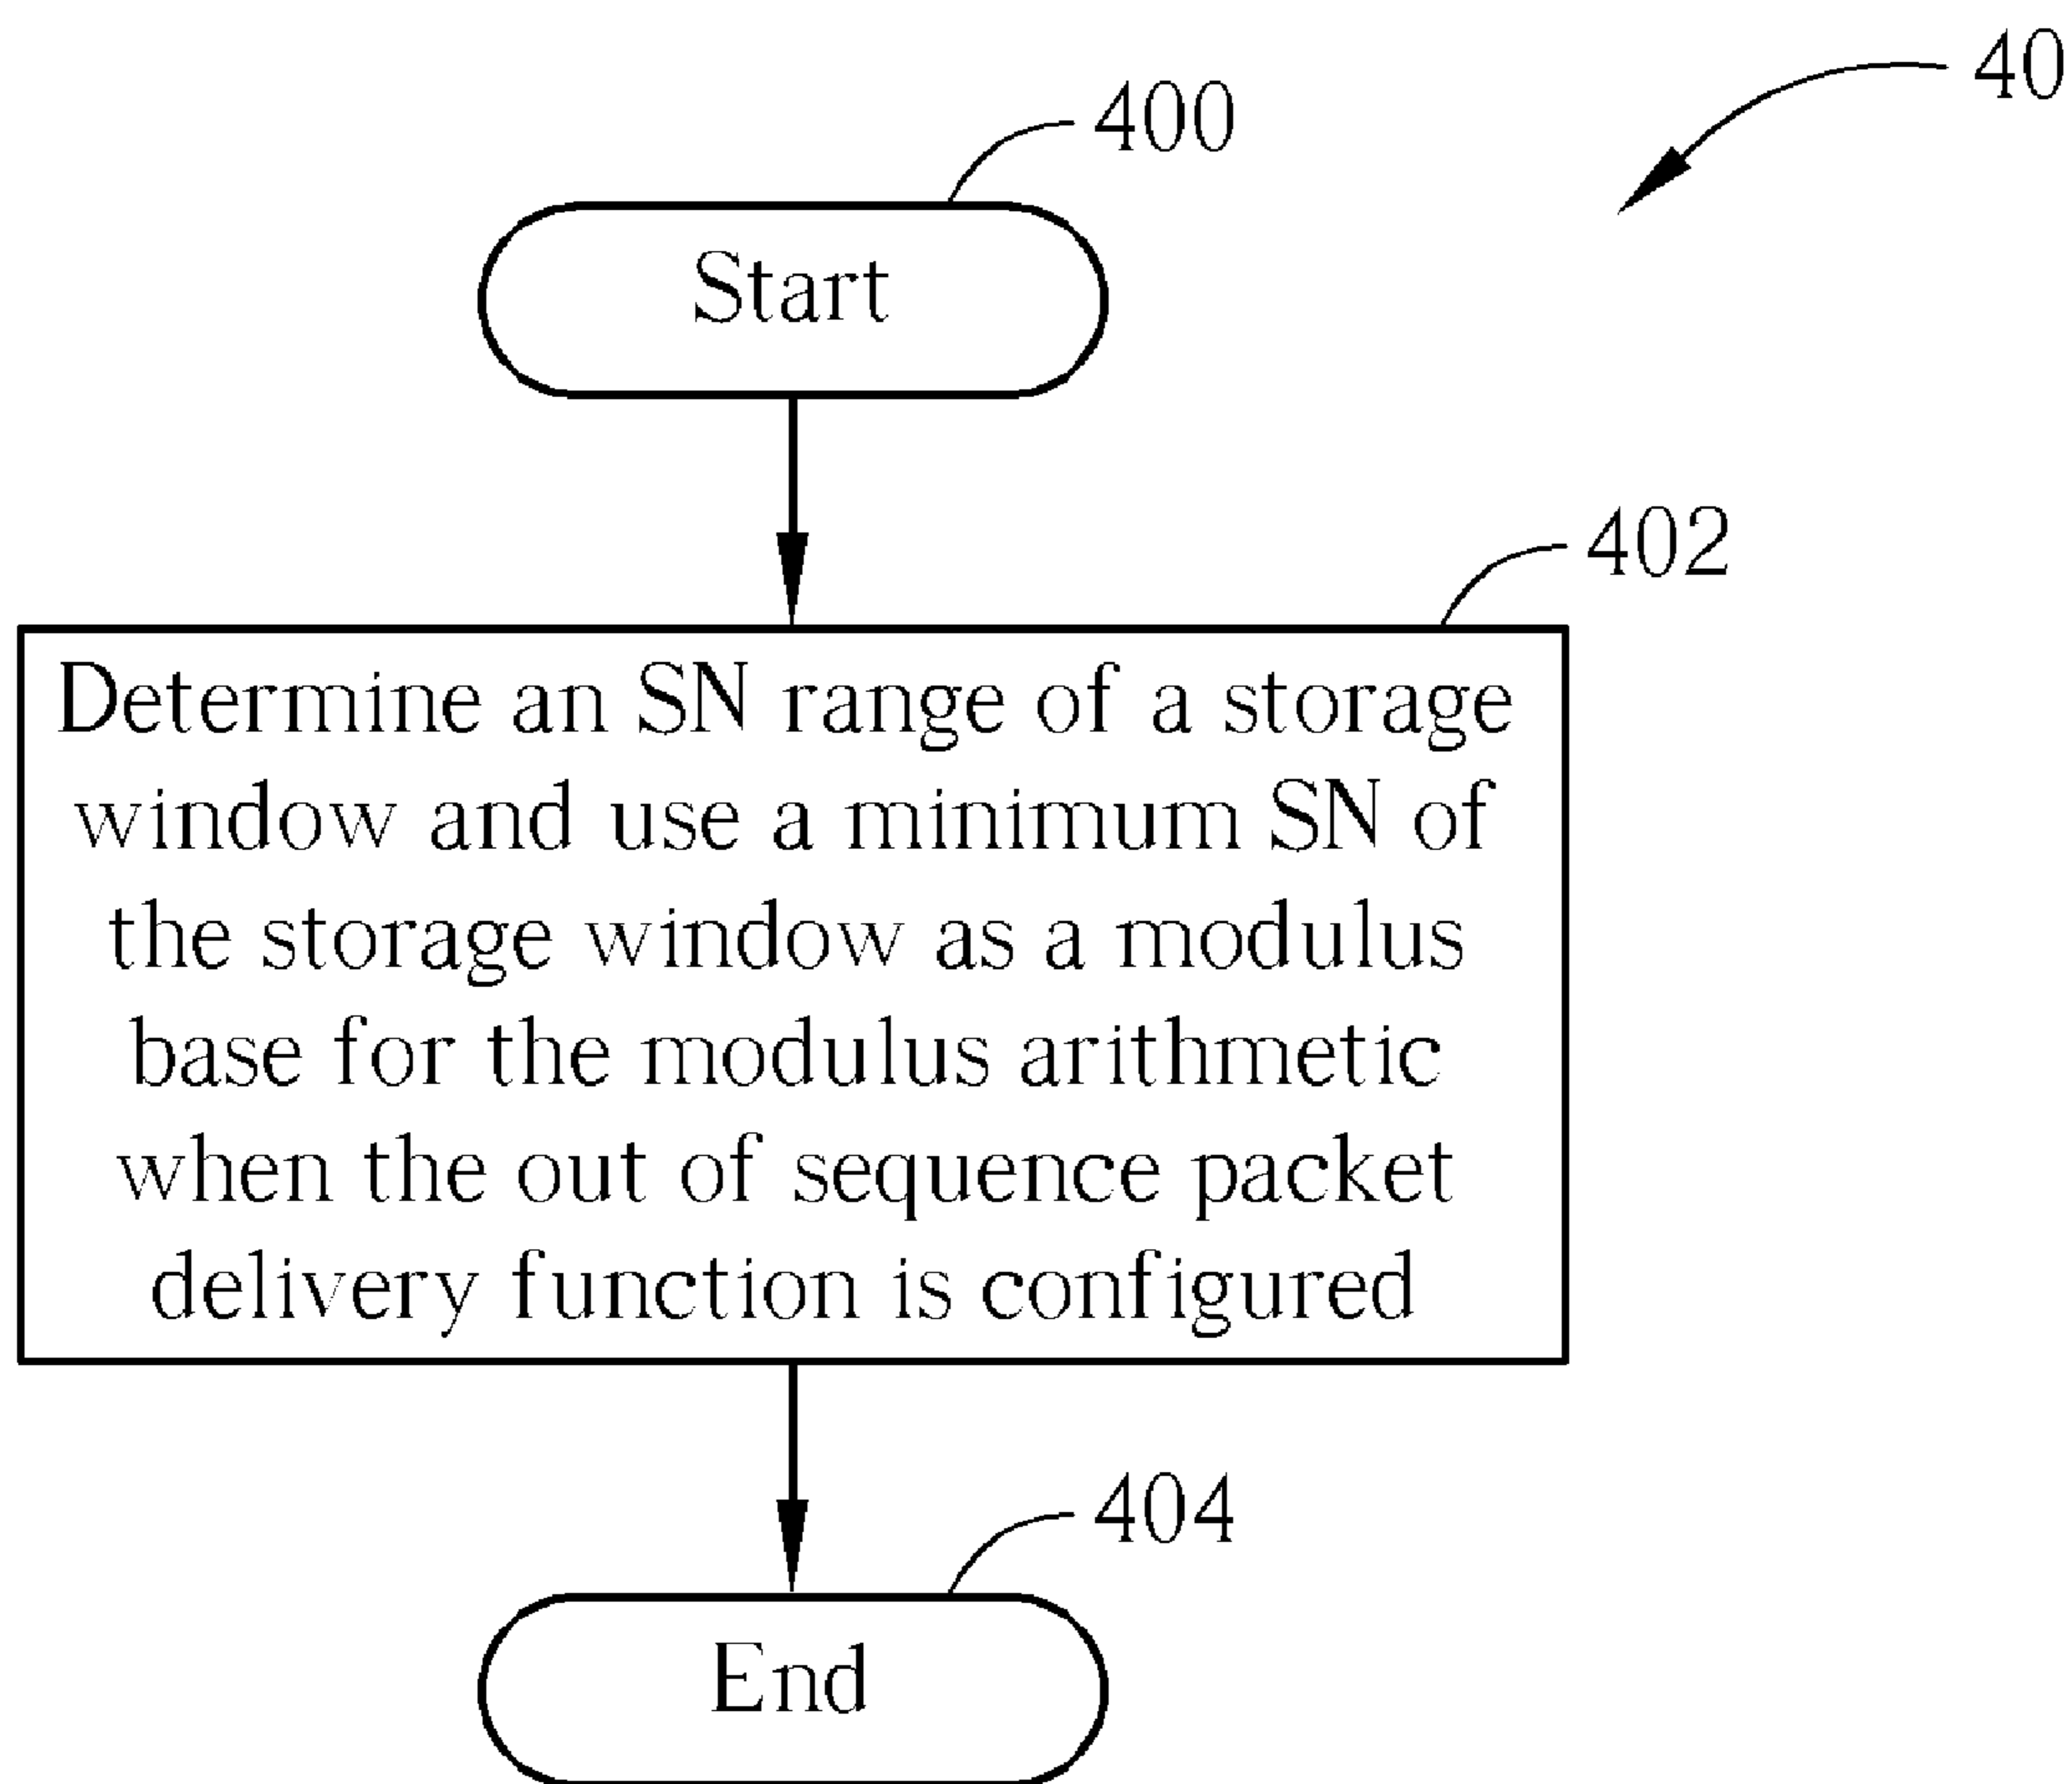 40
400
Start
402
Determine an SN range of a storage
window and use a minimum SN of
the storage window as a modulus
base for the modulus arithmetic
when the out of sequence packet
delivery function is configured
404
End